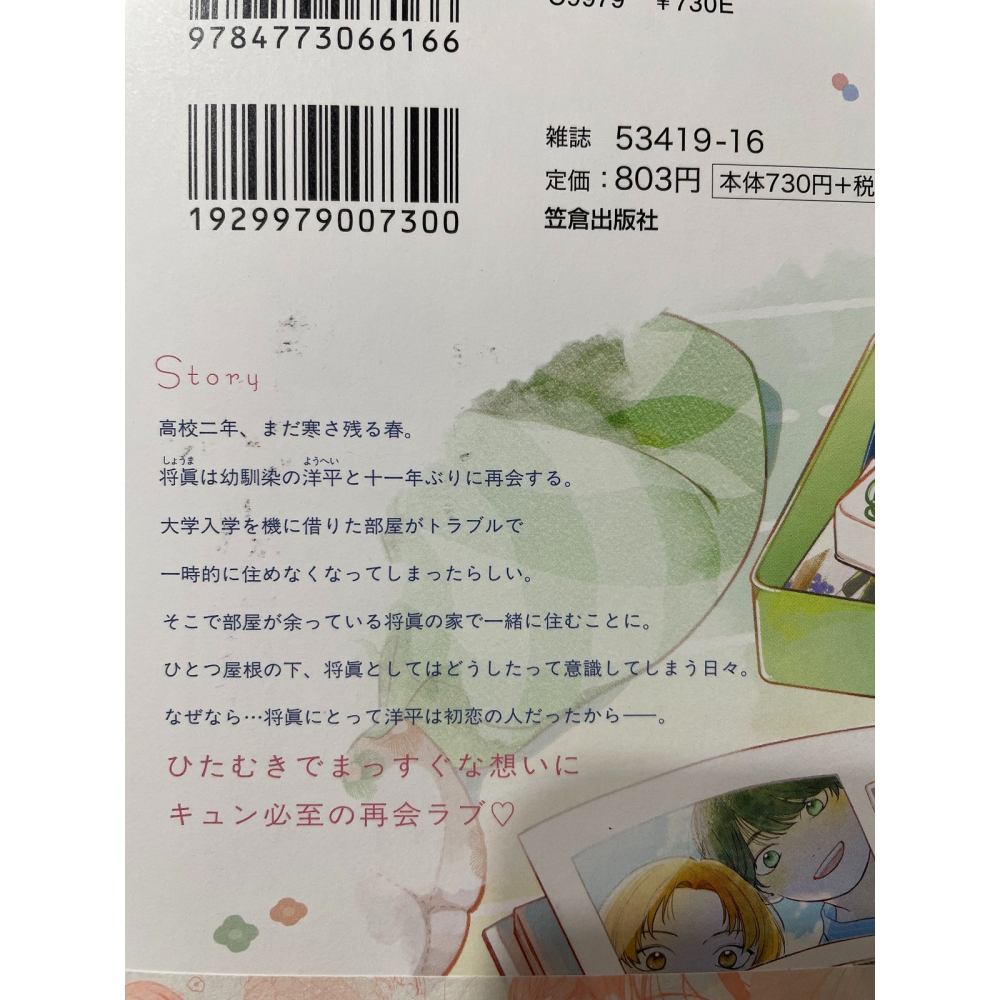 9784773066166
C9979 ¥730E
1929979007300
雑誌 53419-16
定価:803円 本体730円+税
笠倉出版社
Story
高校二年、まだ寒さ残る春。
しょうま ようへい
将眞は幼馴染の洋平と十一年ぶりに再会する。
大学入学を機に借りた部屋がトラブルで
一時的に住めなくなってしまったらしい。
そこで部屋が余っている将眞の家で一緒に住むことに。
ひとつ屋根の下、将眞としてはどうしたって意識してしまう日々。
なぜなら…将眞にとって洋平は初恋の人だったから――。
ひたむきでまっすぐな想いに
キュン必至の再会ラブ♡